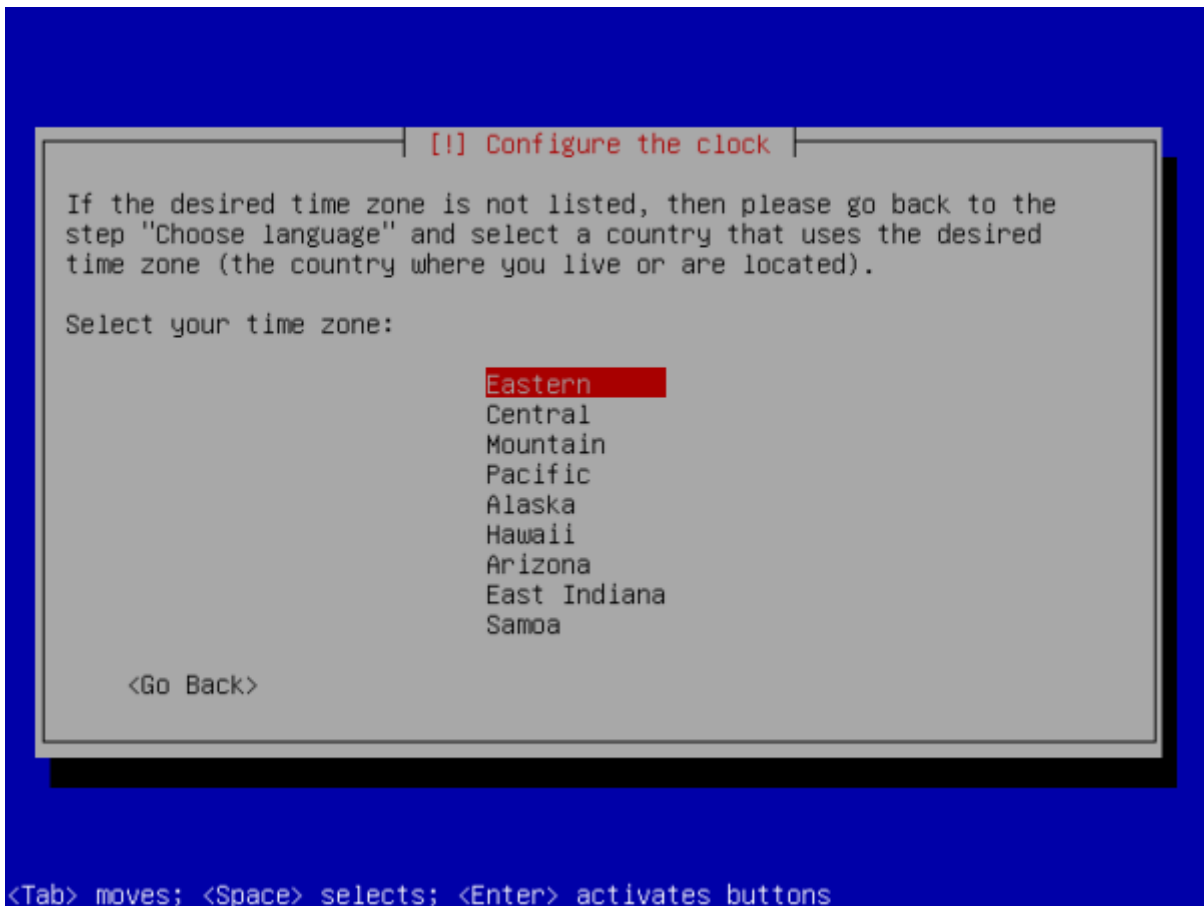 [!] Configure the clock
If the desired time zone is not listed, then please go back to the
step "Choose language" and select a country that uses the desired
time zone (the country where you live or are located).
Select your time zone:
Eastern
Central
Mountain
Pacific
Alaska
Hawaii
Arizona
East Indiana
Samoa
<Go Back>
<Tab> moves; <Space> selects; <Enter> activates buttons